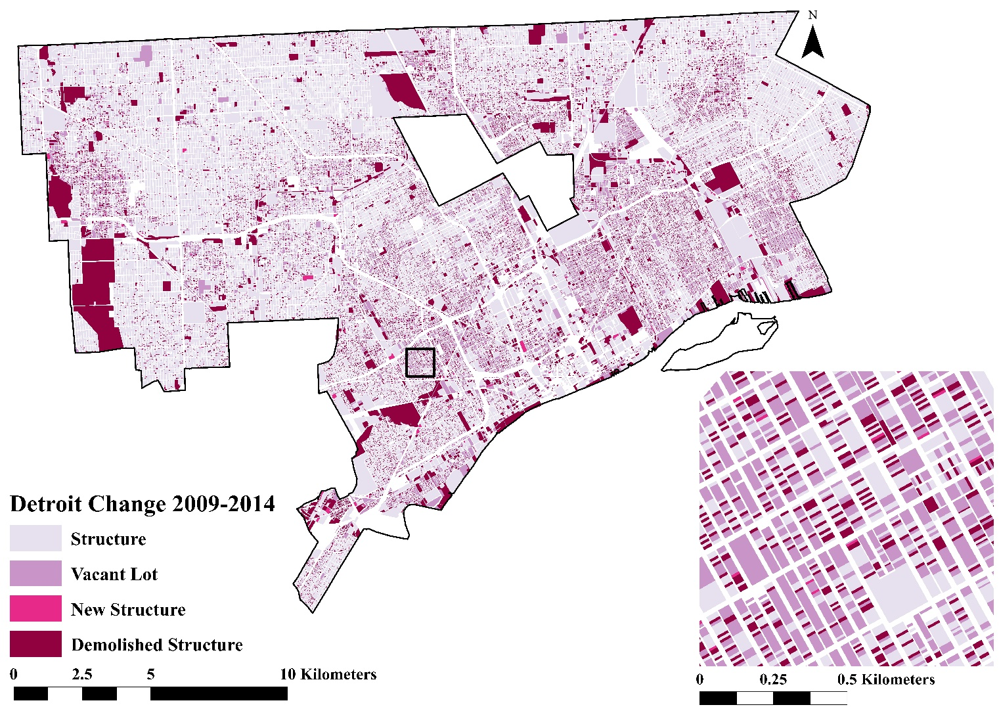 N
Detroit Change 2009-2014
Structure
Vacant Lot
New Structure
Demolished Structure
0 2.5 5 10 Kilometers
0 0.25 0.5 Kilometers